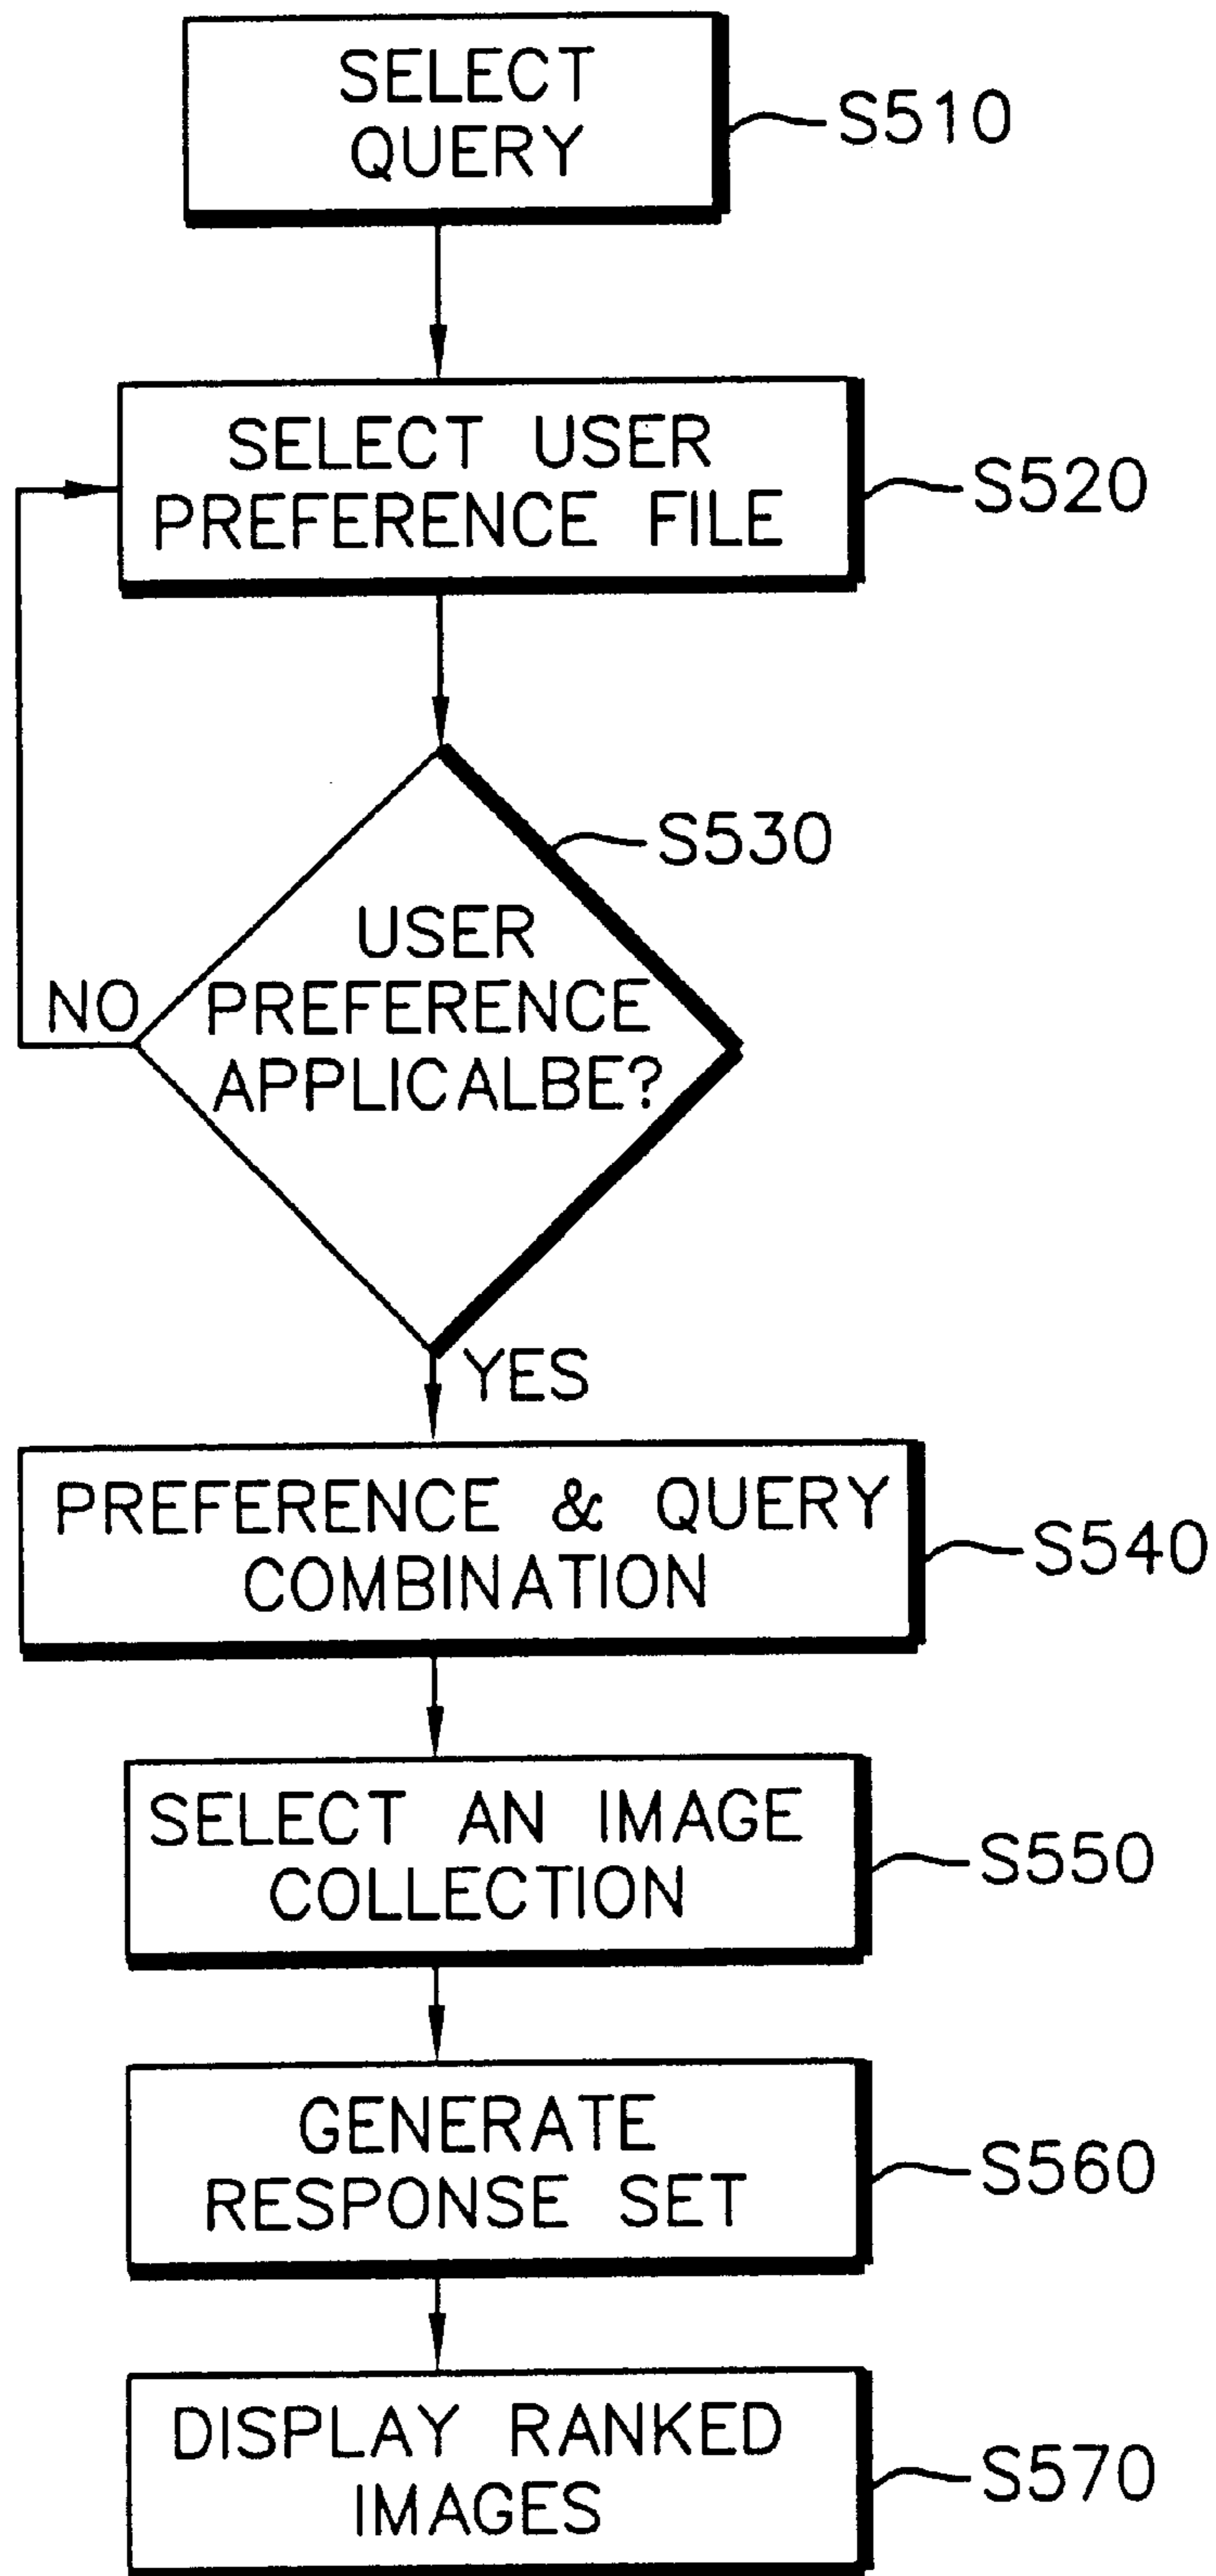 SELECT
QUERY
S510
SELECT USER
PREFERENCE FILE
S520
S530
USER
PREFERENCE
APPLICALBE?
NO
YES
PREFERENCE & QUERY
COMBINATION
S540
SELECT AN IMAGE
COLLECTION
S550
GENERATE
RESPONSE SET
S560
DISPLAY RANKED
IMAGES
S570